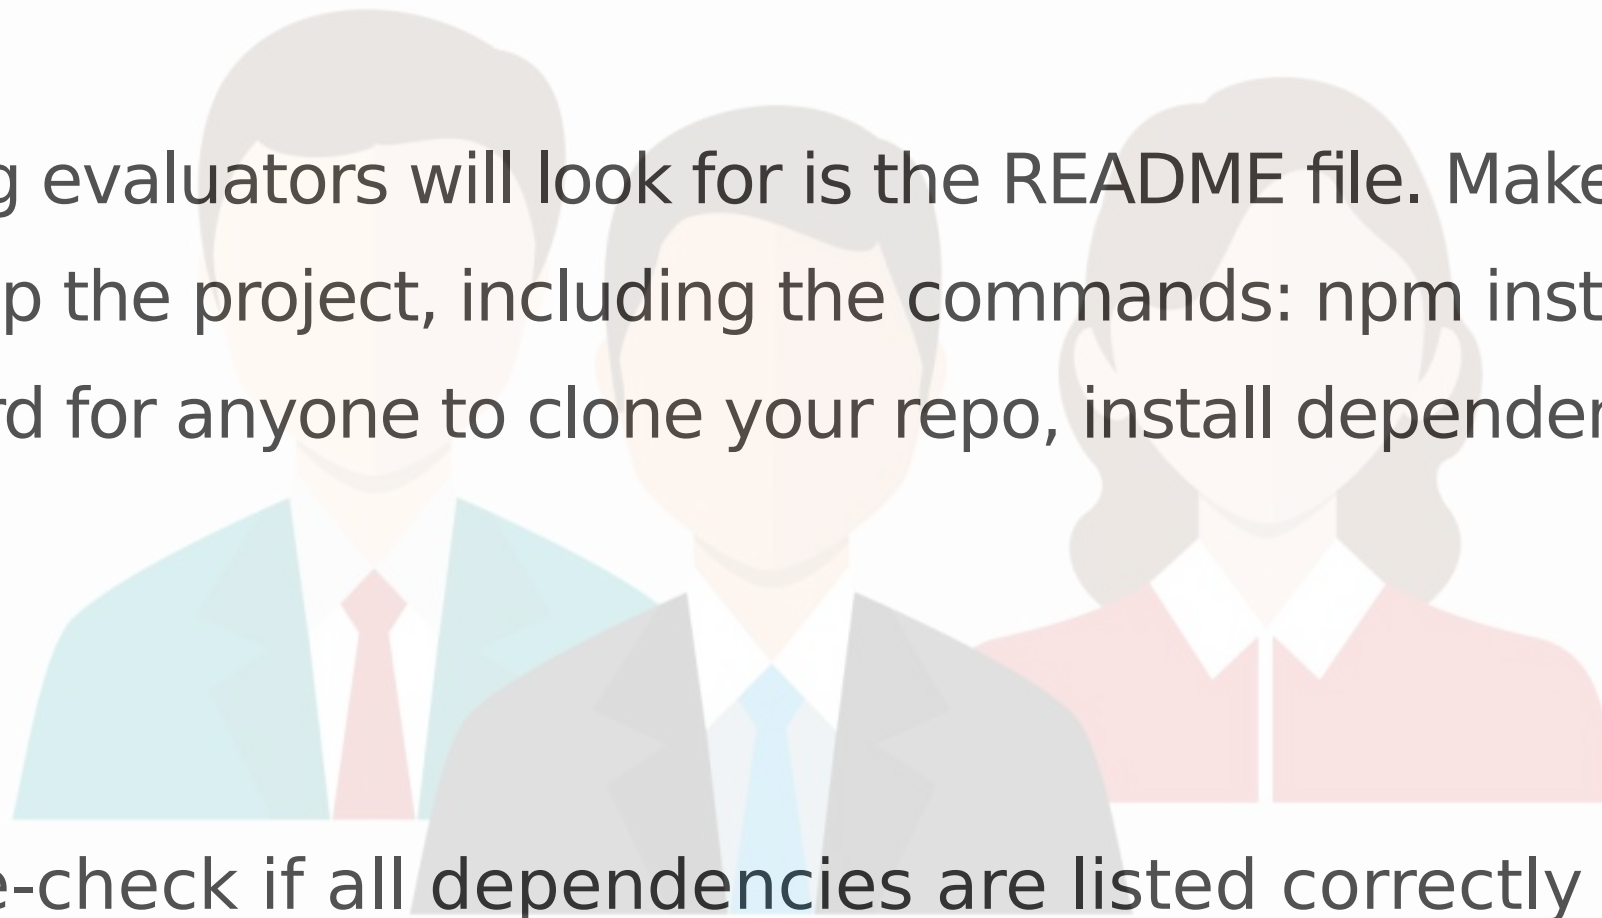 g evaluators will look for is the README file. Make
p the project, including the commands: npm inst
rd for anyone to clone your repo, install depender
e-check if all dependencies are listed correctly